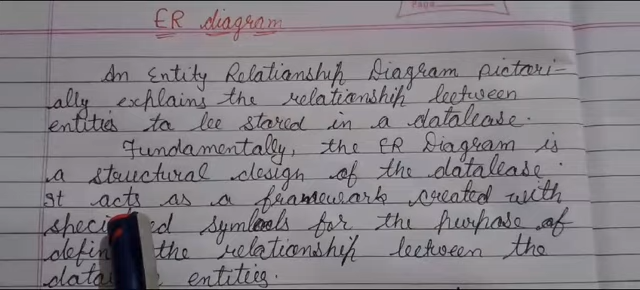 Page
ER diagram
An Entity Relationship Diagram pictori-
ally explains the relationship between
entities to be stored in a database.
Fundamentally, the ER Diagram is
a structural design of the database.
It acts as a framework created with
symbols for the purpose of
the relationship between the
entities.